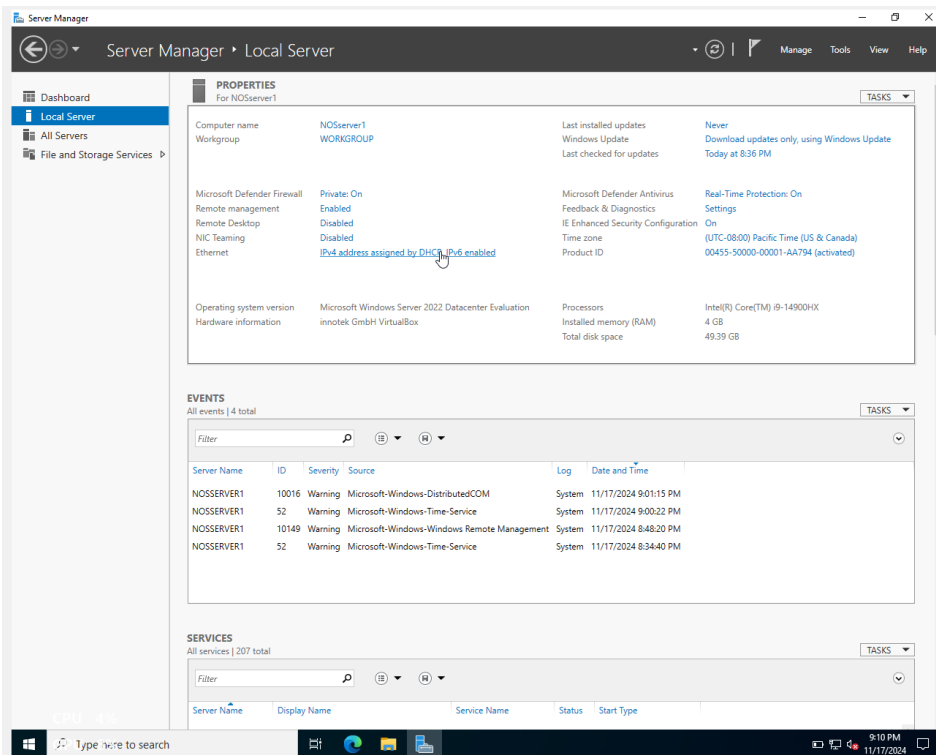 Server Manager
Server Manager • Local Server
Manage Tools View Help
Dashboard
Local Server
All Servers
File and Storage Services
PROPERTIES
For NOSserver1
TASKS
Computer name NOSserver1
Workgroup WORKGROUP
Last installed updates Never
Windows Update Download updates only, using Windows Update
Last checked for updates Today at 8:36 PM
Microsoft Defender Firewall Private: On
Remote management Enabled
Remote Desktop Disabled
NIC Teaming Disabled
Ethernet IPv4 address assigned by DHCP, IPv6 enabled
Microsoft Defender Antivirus Real-Time Protection: On
Feedback & Diagnostics Settings
IE Enhanced Security Configuration On
Time zone (UTC-08:00) Pacific Time (US & Canada)
Product ID 00455-50000-00001-AA794 (activated)
Operating system version Microsoft Windows Server 2022 Datacenter Evaluation
Hardware information innotek GmbH VirtualBox
Processors Intel(R) Core(TM) i9-14900HX
Installed memory (RAM) 4 GB
Total disk space 49.39 GB
EVENTS
All events | 4 total
TASKS
Filter
Server Name ID Severity Source Log Date and Time
NOSSERVER1 10016 Warning Microsoft-Windows-DistributedCOM System 11/17/2024 9:01:15 PM
NOSSERVER1 52 Warning Microsoft-Windows-Time-Service System 11/17/2024 9:00:22 PM
NOSSERVER1 10149 Warning Microsoft-Windows-Windows Remote Management System 11/17/2024 8:48:20 PM
NOSSERVER1 52 Warning Microsoft-Windows-Time-Service System 11/17/2024 8:34:40 PM
SERVICES
All services | 207 total
TASKS
Filter
Server Name Display Name Service Name Status Start Type
CPU 4%
Type here to search
9:10 PM
11/17/2024